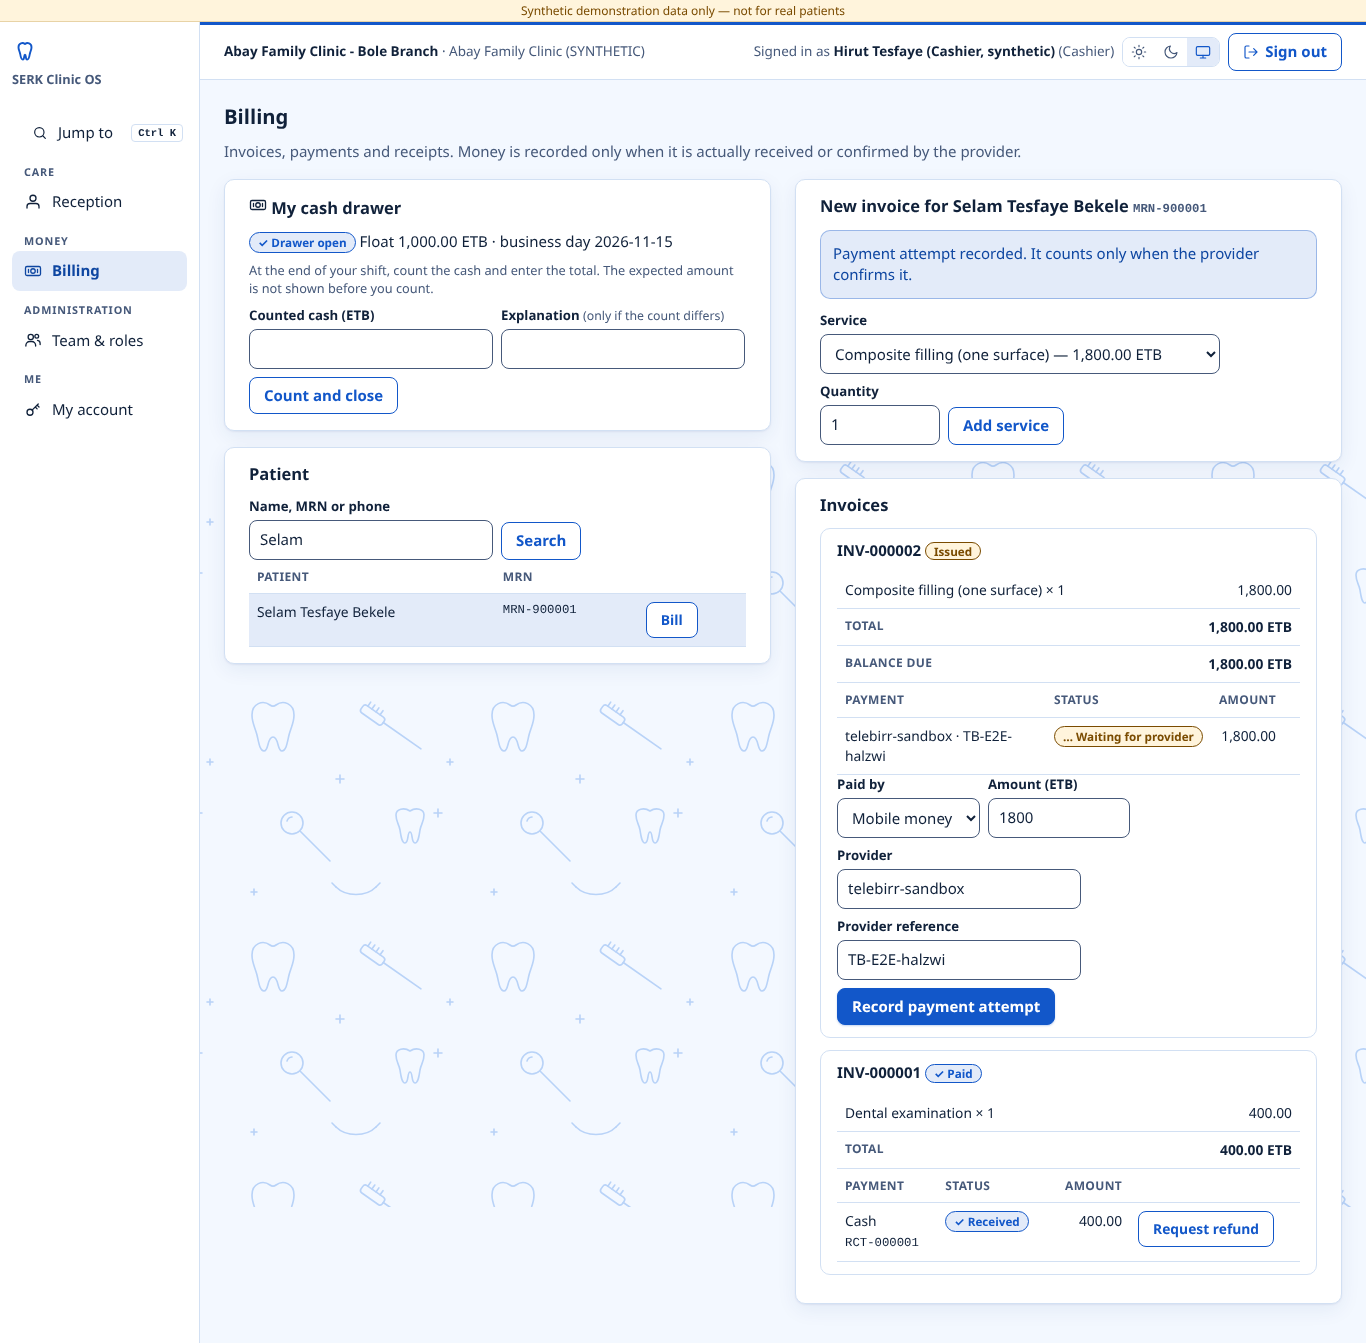 Synthetic demonstration data only — not for real patients
SERK Clinic OS
Jump to Ctrl K
CARE
Reception
MONEY
Billing
ADMINISTRATION
Team & roles
ME
My account
Abay Family Clinic - Bole Branch · Abay Family Clinic (SYNTHETIC)
Signed in as Hirut Tesfaye (Cashier, synthetic) (Cashier)
Sign out
Billing
Invoices, payments and receipts. Money is recorded only when it is actually received or confirmed by the provider.
My cash drawer
✓ Drawer open Float 1,000.00 ETB · business day 2026-11-15
At the end of your shift, count the cash and enter the total. The expected amount
is not shown before you count.
Counted cash (ETB) Explanation (only if the count differs)
Count and close
Patient
Name, MRN or phone
Selam Search
PATIENT MRN
Selam Tesfaye Bekele MRN-900001 Bill
New invoice for Selam Tesfaye Bekele MRN-900001
Payment attempt recorded. It counts only when the provider
confirms it.
Service
Composite filling (one surface) — 1,800.00 ETB
Quantity
1 Add service
Invoices
INV-000002 Issued
Composite filling (one surface) × 1 1,800.00
TOTAL 1,800.00 ETB
BALANCE DUE 1,800.00 ETB
PAYMENT STATUS AMOUNT
telebirr-sandbox · TB-E2E-
halzwi
… Waiting for provider 1,800.00
Paid by Amount (ETB)
Mobile money 1800
Provider
telebirr-sandbox
Provider reference
TB-E2E-halzwi
Record payment attempt
INV-000001 ✓ Paid
Dental examination × 1 400.00
TOTAL 400.00 ETB
PAYMENT STATUS AMOUNT
Cash ✓ Received 400.00 Request refund
RCT-000001